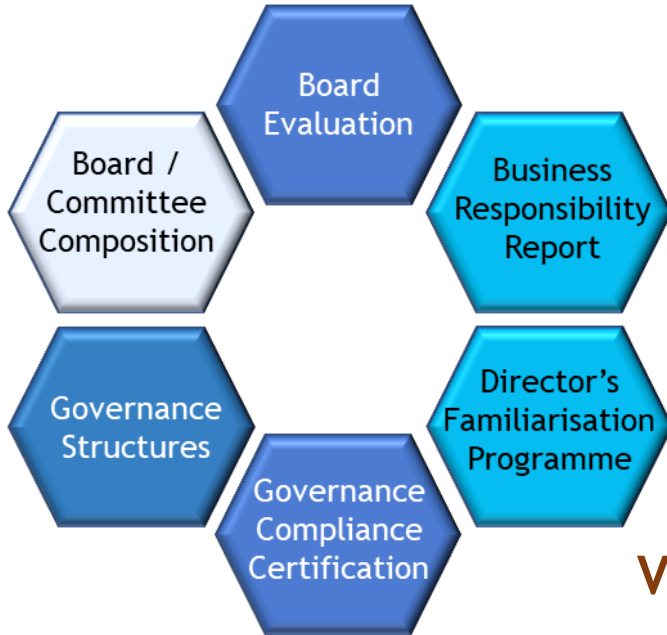 Board
Evaluation
Board /
Committee
Composition
Business
Responsibility
Report
Governance
Structures
Director's
Familiarisation
Programme
Governance
Compliance
Certification
V